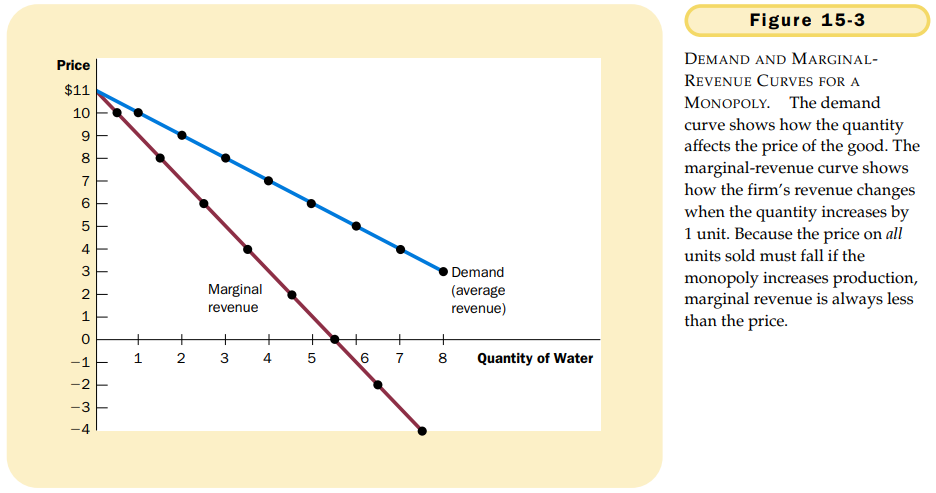 Price
$11
10
9
8
7
6
5
4
3
2
1
0
−1
−2
−3
−4
Marginal
revenue
Demand
(average
revenue)
1 2 3 4 5 6 7 8 Quantity of Water
Figure 15-3
DEMAND AND MARGINAL-
REVENUE CURVES FOR A
MONOPOLY. The demand
curve shows how the quantity
affects the price of the good. The
marginal-revenue curve shows
how the firm’s revenue changes
when the quantity increases by
1 unit. Because the price on all
units sold must fall if the
monopoly increases production,
marginal revenue is always less
than the price.